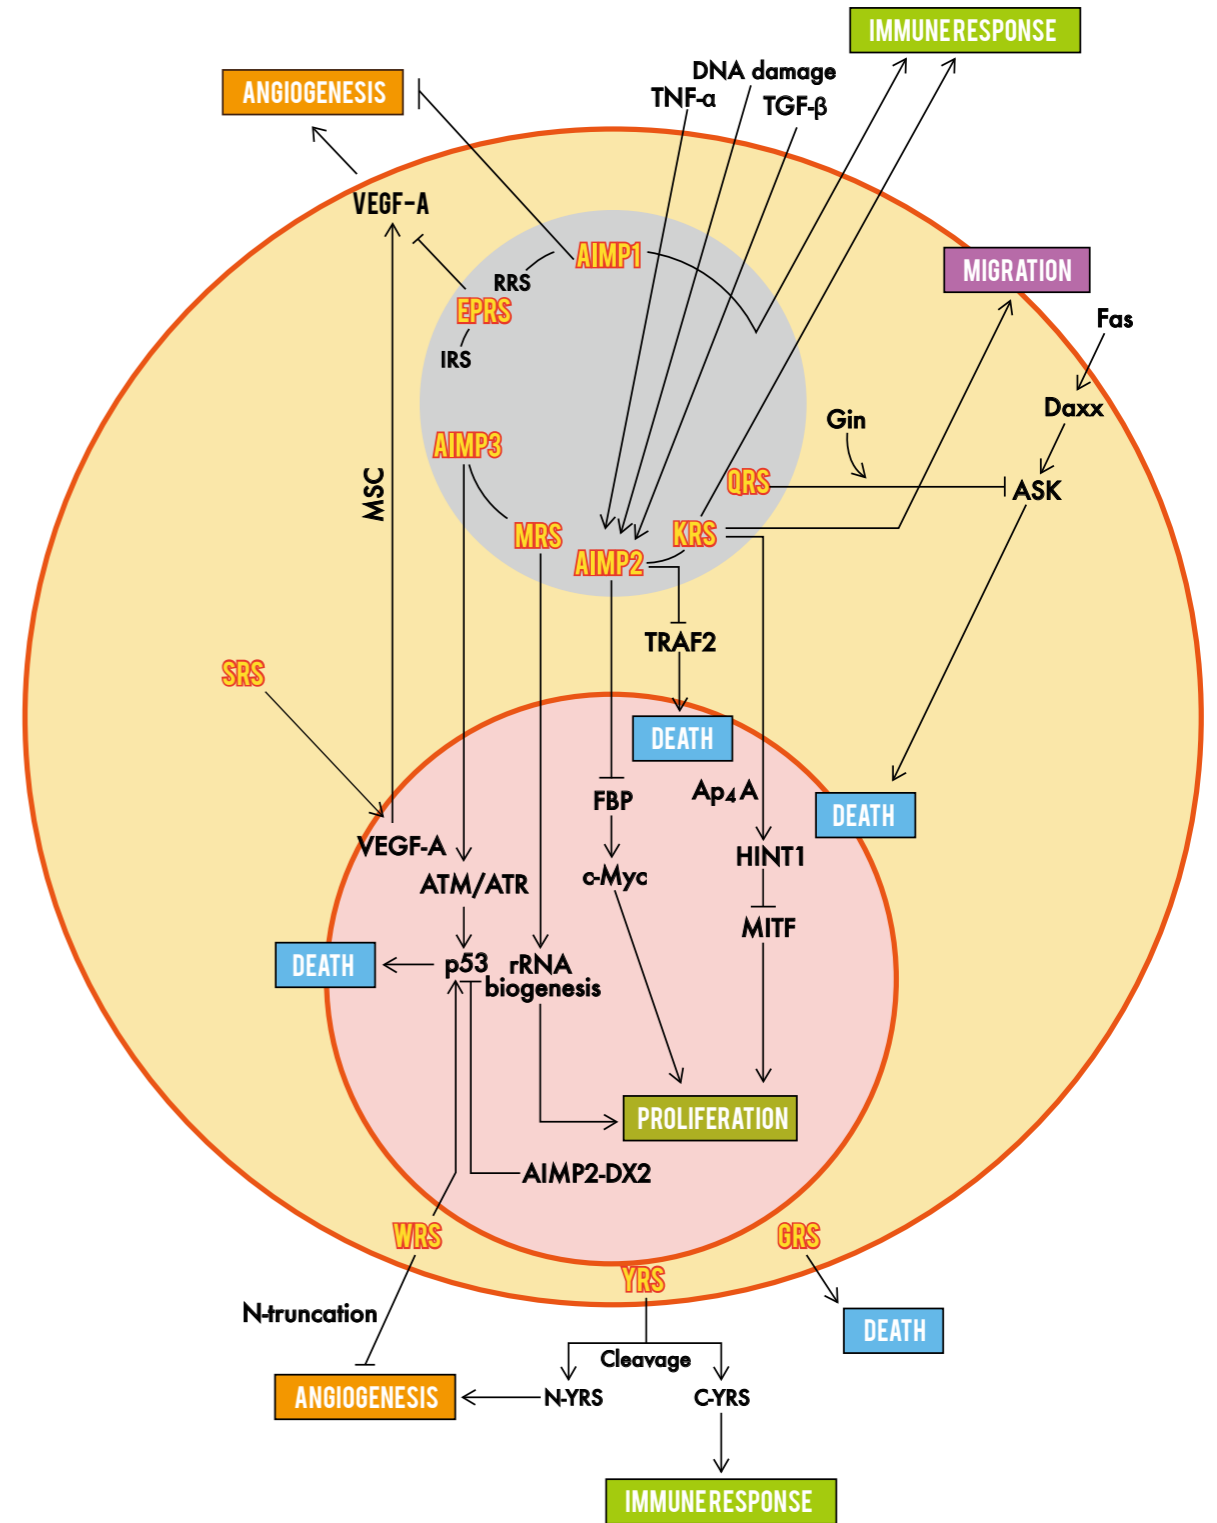 IMMUNE RESPONSE
DNA damage
ANGIOGENESIS
TNF-α
TGF-β
VEGF-A
AIMP1
MIGRATION
RRS
EPRS
Fas
IRS
Daxx
Gin
AIMP3
QRS
ASK
MSC
MRS
KRS
AIMP2
TRAF2
SRS
DEATH
Ap₄A
FBP
DEATH
VEGF-A
HINT1
ATM/ATR
c-Myc
MITF
DEATH
p53
rRNA
biogenesis
PROLIFERATION
AIMP2-DX2
WRS
GRS
YRS
N-truncation
DEATH
Cleavage
ANGIOGENESIS
N-YRS
C-YRS
IMMUNE RESPONSE